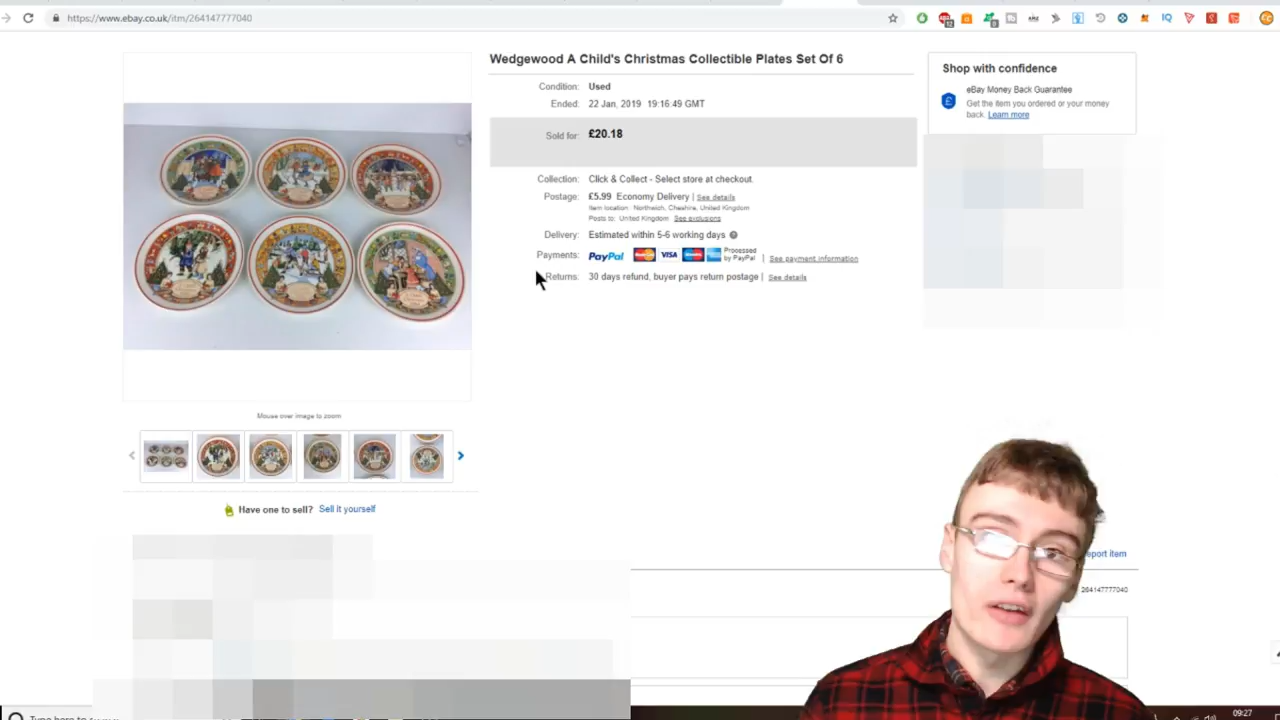 https://www.ebay.co.uk/itm/264147777040
Wedgewood A Child's Christmas Collectible Plates Set Of 6
Condition: Used
Ended: 22 Jan, 2019 19:16:49 GMT
Sold for: £20.18
Collection: Click & Collect - Select store at checkout.
Postage: £5.99 Economy Delivery | See details
Item location: Northwich, Cheshire, United Kingdom
Posts to: United Kingdom See exclusions
Delivery: Estimated within 5-6 working days
Payments: PayPal VISA Processed by PayPal | See payment information
Returns: 30 days refund, buyer pays return postage | See details
Shop with confidence
eBay Money Back Guarantee
Get the item you ordered or your money
back. Learn more
Mouse over image to zoom
Have one to sell? Sell it yourself
eport item
264147777040
09:27